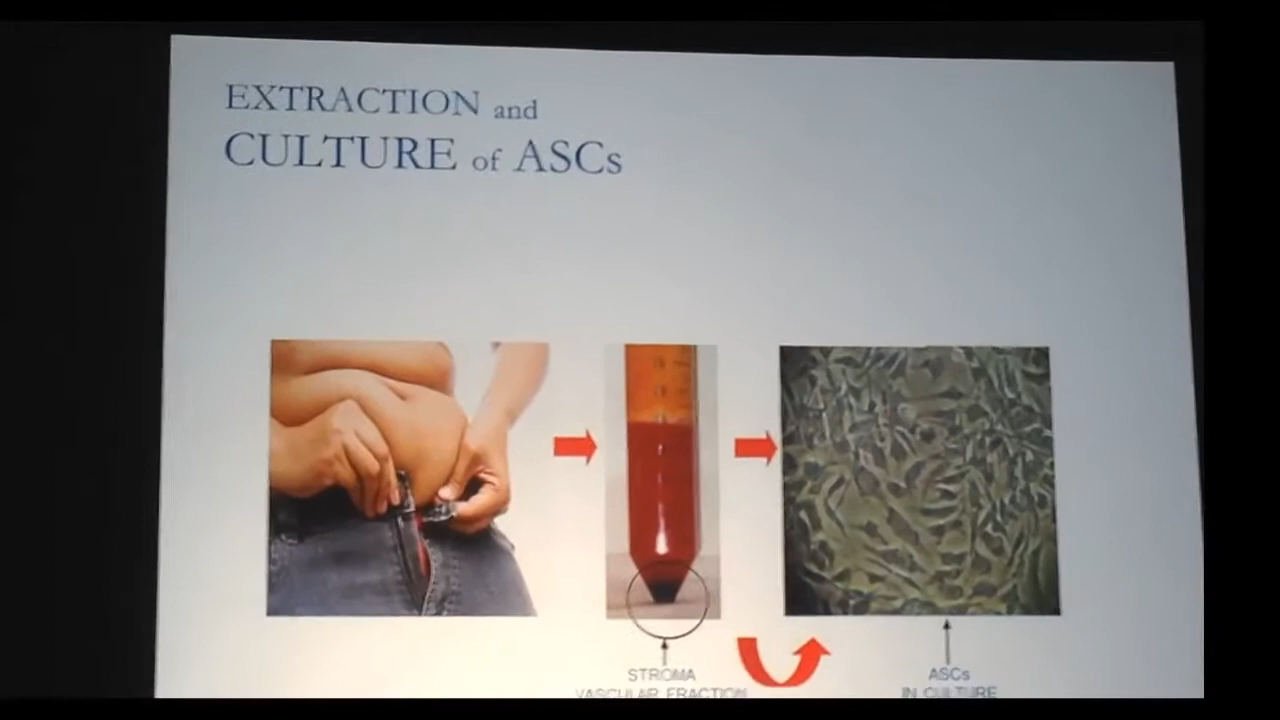 EXTRACTION and
CULTURE of ASCs
STROMA
VASCULAR FRACTION
ASCs
IN CULTURE